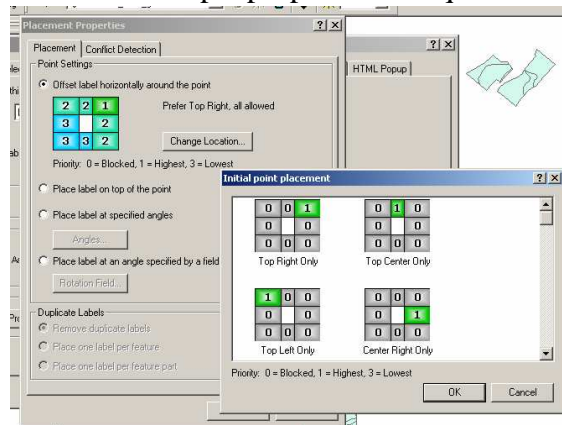 Placement Properties
Placement
Conflict Detection
Point Settings
Offset label horizontally around the point
2 2 1
3 2
3 3 2
Prefer Top Right, all allowed
Change Location...
Priority: 0 = Blocked, 1 = Highest, 3 = Lowest
Place label on top of the point
Place label at specified angles
Angles...
Place label at an angle specified by a field
Rotation Field...
Duplicate Labels
Remove duplicate labels
Place one label per feature
Place one label per feature part
HTML Popup
Initial point placement
0 0 1
0 0
0 0 0
Top Right Only
0 1 0
0 0
0 0 0
Top Center Only
1 0 0
0 0
0 0 0
Top Left Only
0 0 0
0 1
0 0 0
Center Right Only
Priority: 0 = Blocked, 1 = Highest, 3 = Lowest
OK
Cancel